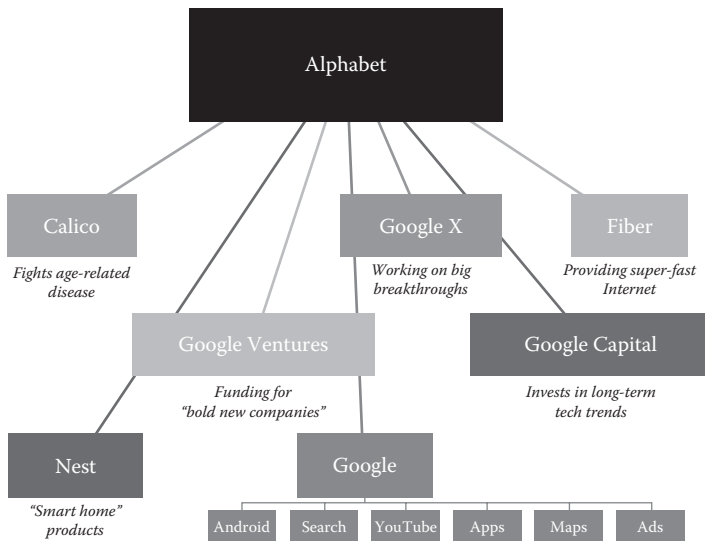 Alphabet
Calico
Google X
Fiber
Fights age-related
disease
Working on big
breakthroughs
Providing super-fast
Internet
Google Ventures
Google Capital
Funding for
“bold new companies”
Invests in long-term
tech trends
Nest
Google
“Smart home”
products
Android
Search
YouTube
Apps
Maps
Ads